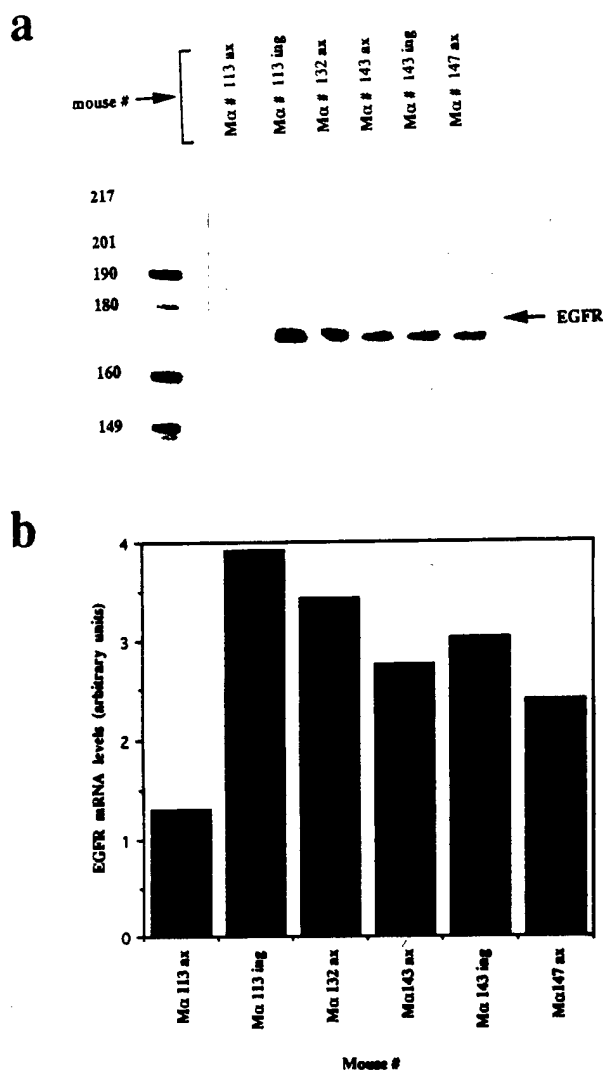 a
mouse #
Mα # 113 ax
Mα # 113 ing
Mα # 132 ax
Mα # 143 ax
Mα # 143 ing
Mα # 147 ax
217
201
190
180
160
149
EGFR
b
EGFR mRNA levels (arbitrary units)
4
3
2
1
0
Mα 113 ax
Mα 113 ing
Mα 132 ax
Mα143 ax
Mα 143 ing
Mα147 ax
Mouse #